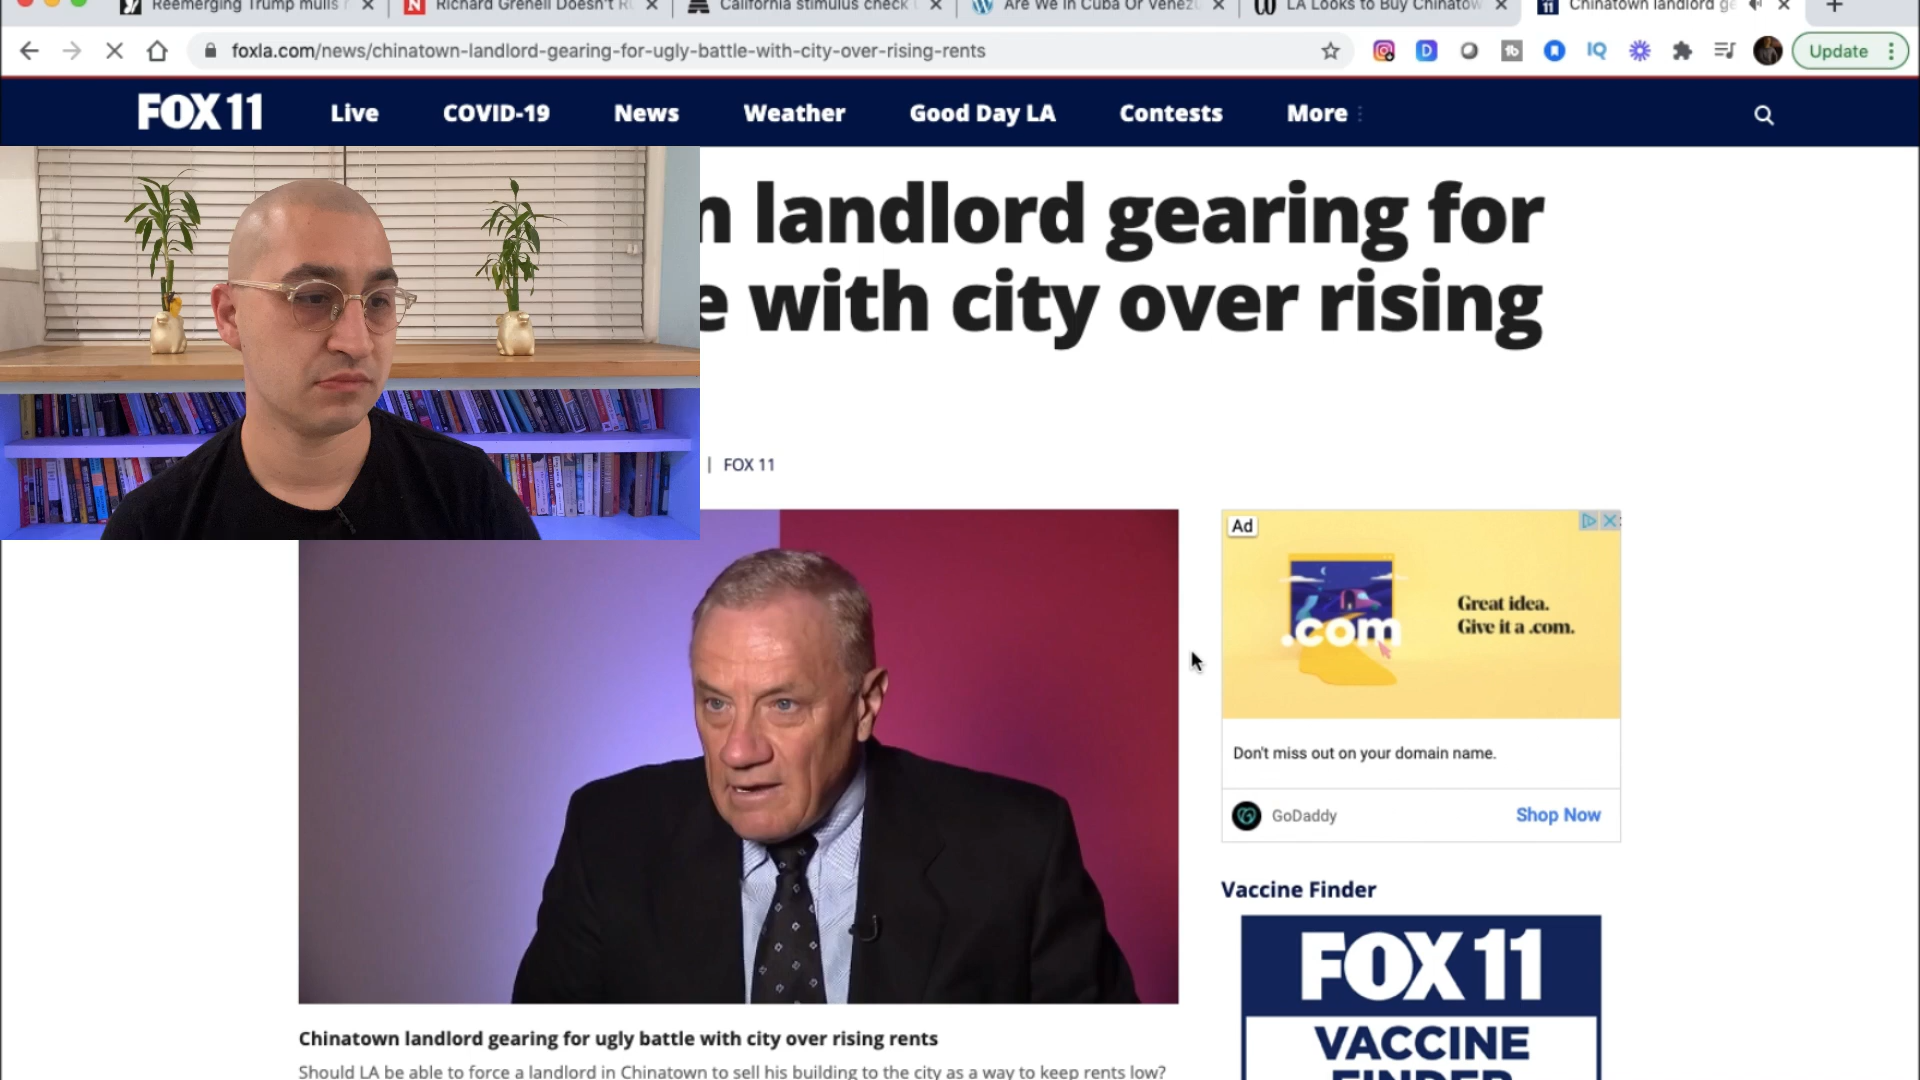 Reemerging Trump mulls
Richard Grenell Doesn't
California stimulus check
Are We In Cuba Or
LA Looks to Buy Chinatow
Chinatown landlord ge
foxla.com/news/chinatown-landlord-gearing-for-ugly-battle-with-city-over-rising-rents
Update
FOX 11
Live
COVID-19
News
Weather
Good Day LA
Contests
More
n landlord gearing for
e with city over rising
| FOX 11
Ad
.com
Great idea.
Give it a .com.
Don't miss out on your domain name.
GoDaddy
Shop Now
Vaccine Finder
FOX 11
VACCINE
FINDER
Chinatown landlord gearing for ugly battle with city over rising rents
Should LA be able to force a landlord in Chinatown to sell his building to the city as a way to keep rents low?